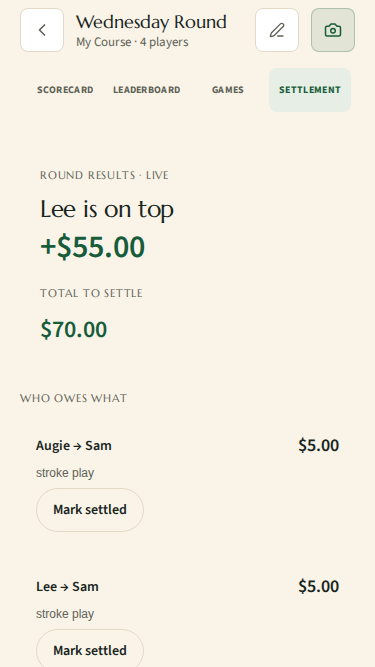 Wednesday Round
My Course · 4 players
SCORECARD LEADERBOARD GAMES SETTLEMENT
ROUND RESULTS · LIVE
Lee is on top
+$55.00
TOTAL TO SETTLE
$70.00
WHO OWES WHAT
Augie → Sam $5.00
stroke play
Mark settled
Lee → Sam $5.00
stroke play
Mark settled